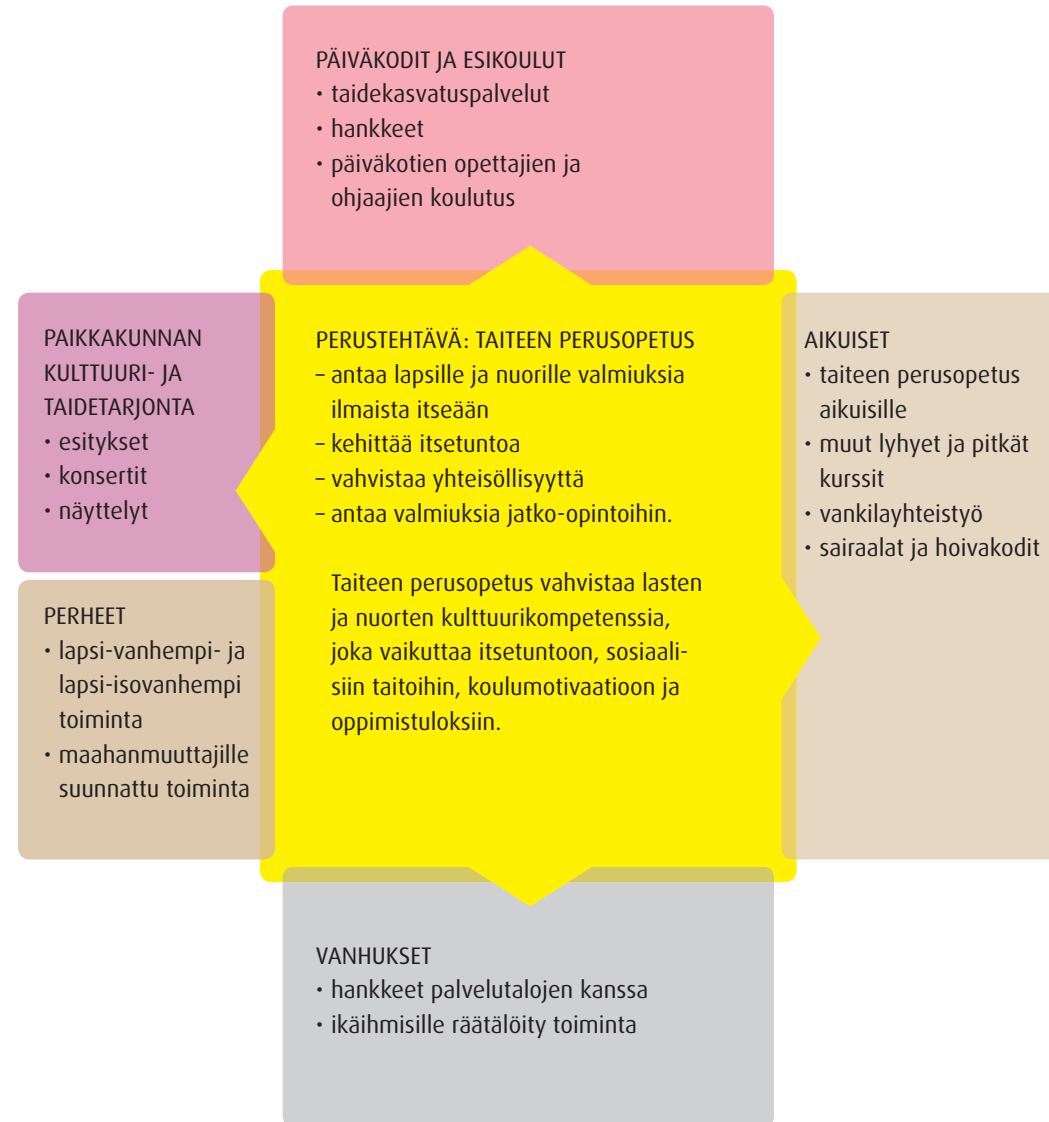 PÄIVÄKODIT JA ESIKOULUT
• taidekasvatuspalvelut
• hankkeet
• päiväkotien opettajien ja
ohjaajien koulutus
PAIKKAKUNNAN
KULTTUURI- JA
TAIDETARJONTA
• esitykset
• konsertit
• näyttelyt
PERHEET
• lapsi-vanhempi- ja
lapsi-isovanhempi
toiminta
• maahanmuuttajille
suunnattu toiminta
PERUSTEHTÄVÄ: TAITEEN PERUSOPETUS
– antaa lapsille ja nuorille valmiuksia
ilmaista itseään
– kehittää itsetuntoa
– vahvistaa yhteisöllisyyttä
– antaa valmiuksia jatko-opintoihin.
Taiteen perusopetus vahvistaa lasten
ja nuorten kulttuurikompetenssia,
joka vaikuttaa itsetuntoon, sosiaali-
siin taitoihin, koulumotivaatioon ja
oppimistuloksiin.
AIKUISET
• taiteen perusopetus
aikuisille
• muut lyhyet ja pitkät
kurssit
• vankilayhteistyö
• sairaalat ja hoivakodit
VANHUKSET
• hankkeet palvelutalojen kanssa
• ikäihmisille räätälöity toiminta